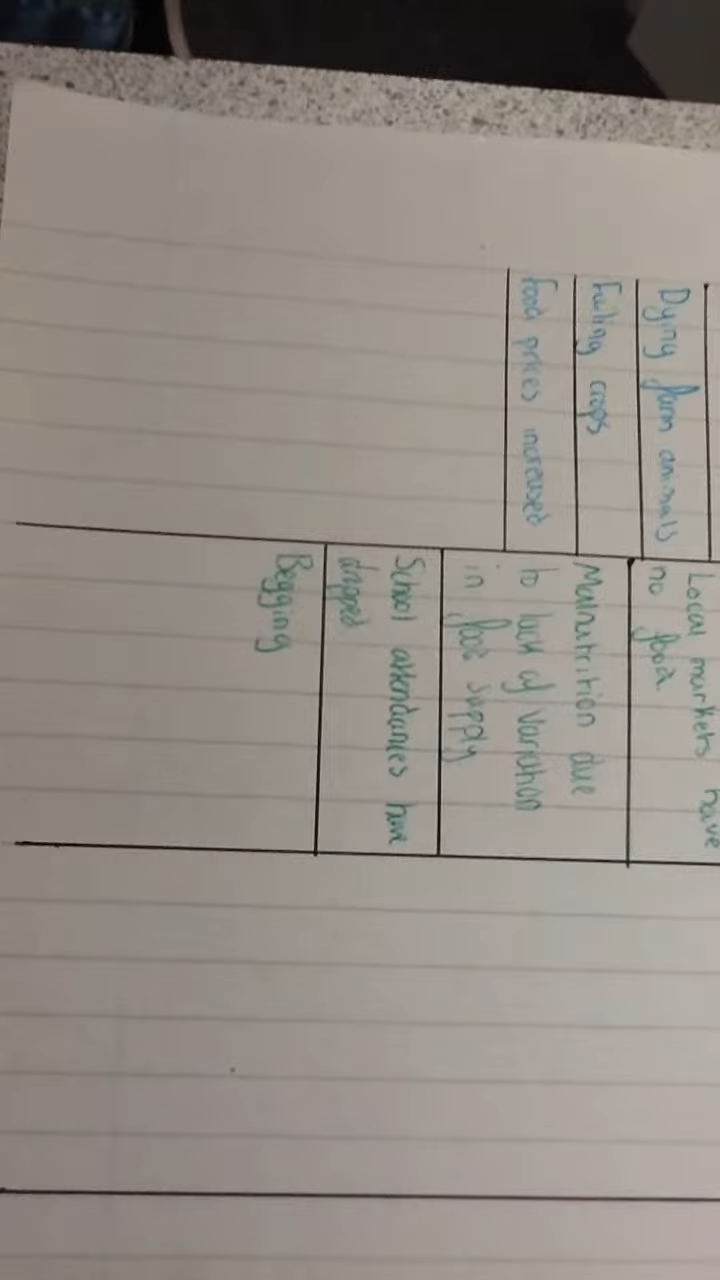 Dying farm animals
Failing crops
Food prices increased
Local markets have
no food.
Malnutrition due
to lack of variation
in food supply
School attendances have
dropped
Begging